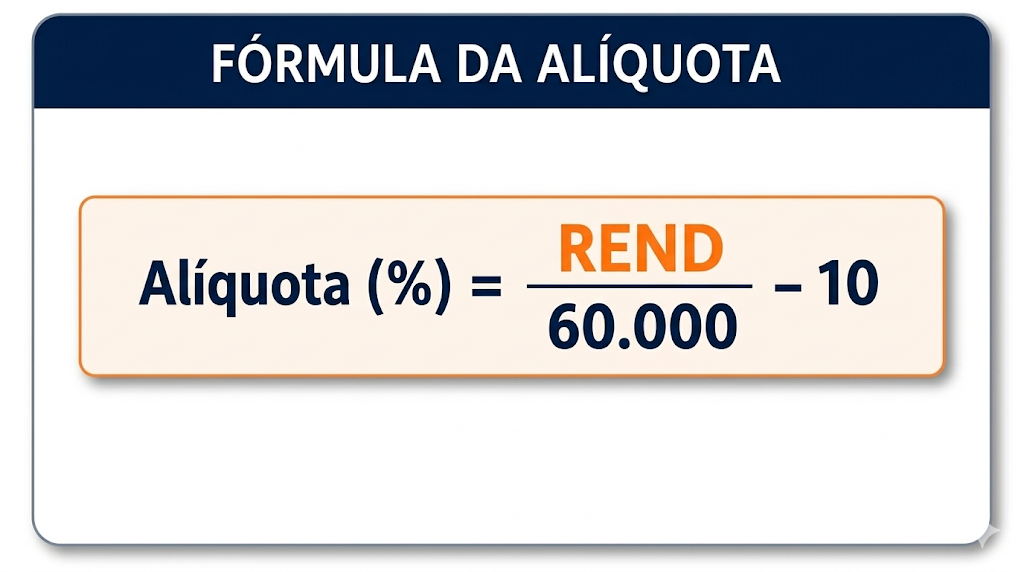 FÓRMULA DA ALÍQUOTA
Alíquota (%) = REND / 60.000 – 10